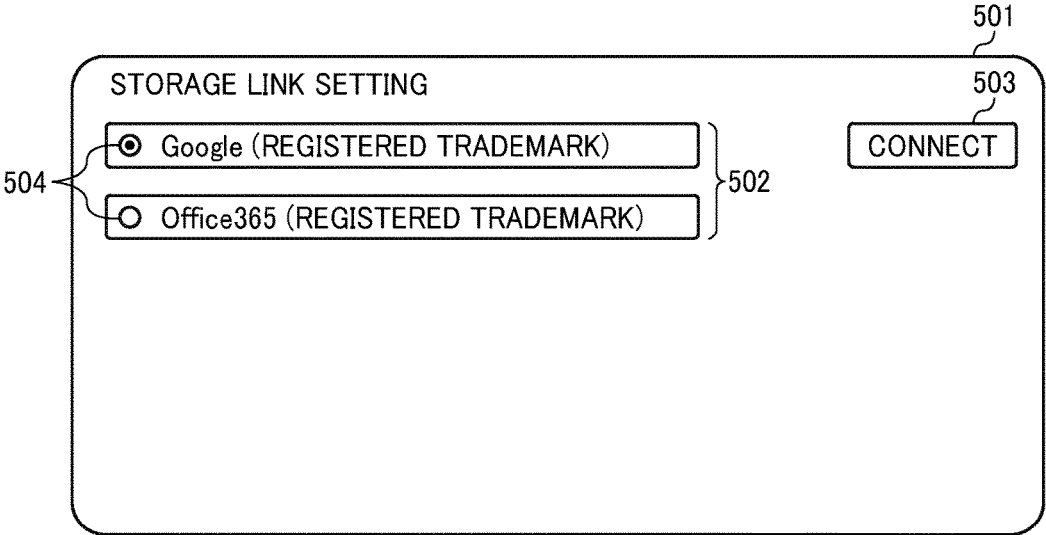 501
STORAGE LINK SETTING
503
Google (REGISTERED TRADEMARK)
CONNECT
504
502
Office365 (REGISTERED TRADEMARK)